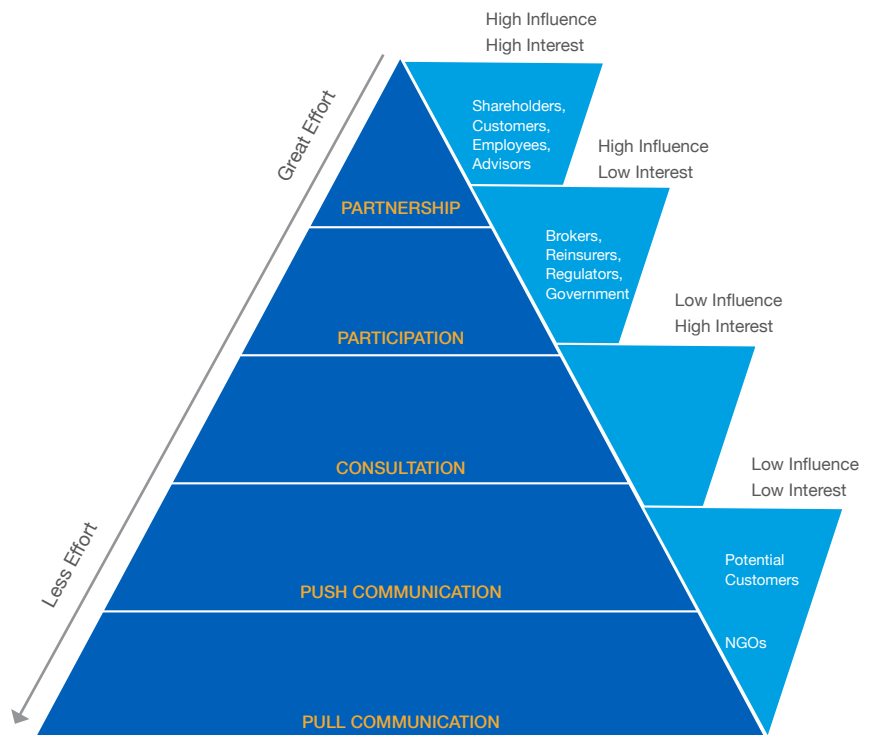 High Influence
High Interest
Great Effort
Shareholders,
Customers,
Employees,
Advisors
High Influence
Low Interest
PARTNERSHIP
Brokers,
Reinsurers,
Regulators,
Government
Low Influence
High Interest
PARTICIPATION
CONSULTATION
Low Influence
Low Interest
Less Effort
Potential
Customers
PUSH COMMUNICATION
NGOs
PULL COMMUNICATION